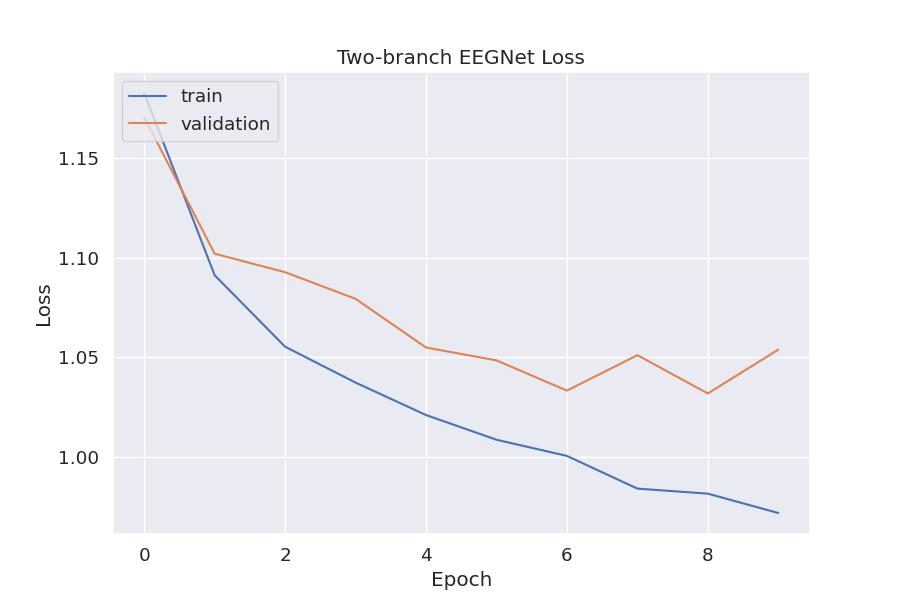 Two-branch EEGNet Loss
train
validation
1.15
1.10
1.05
1.00
Loss
0 2 4 6 8
Epoch